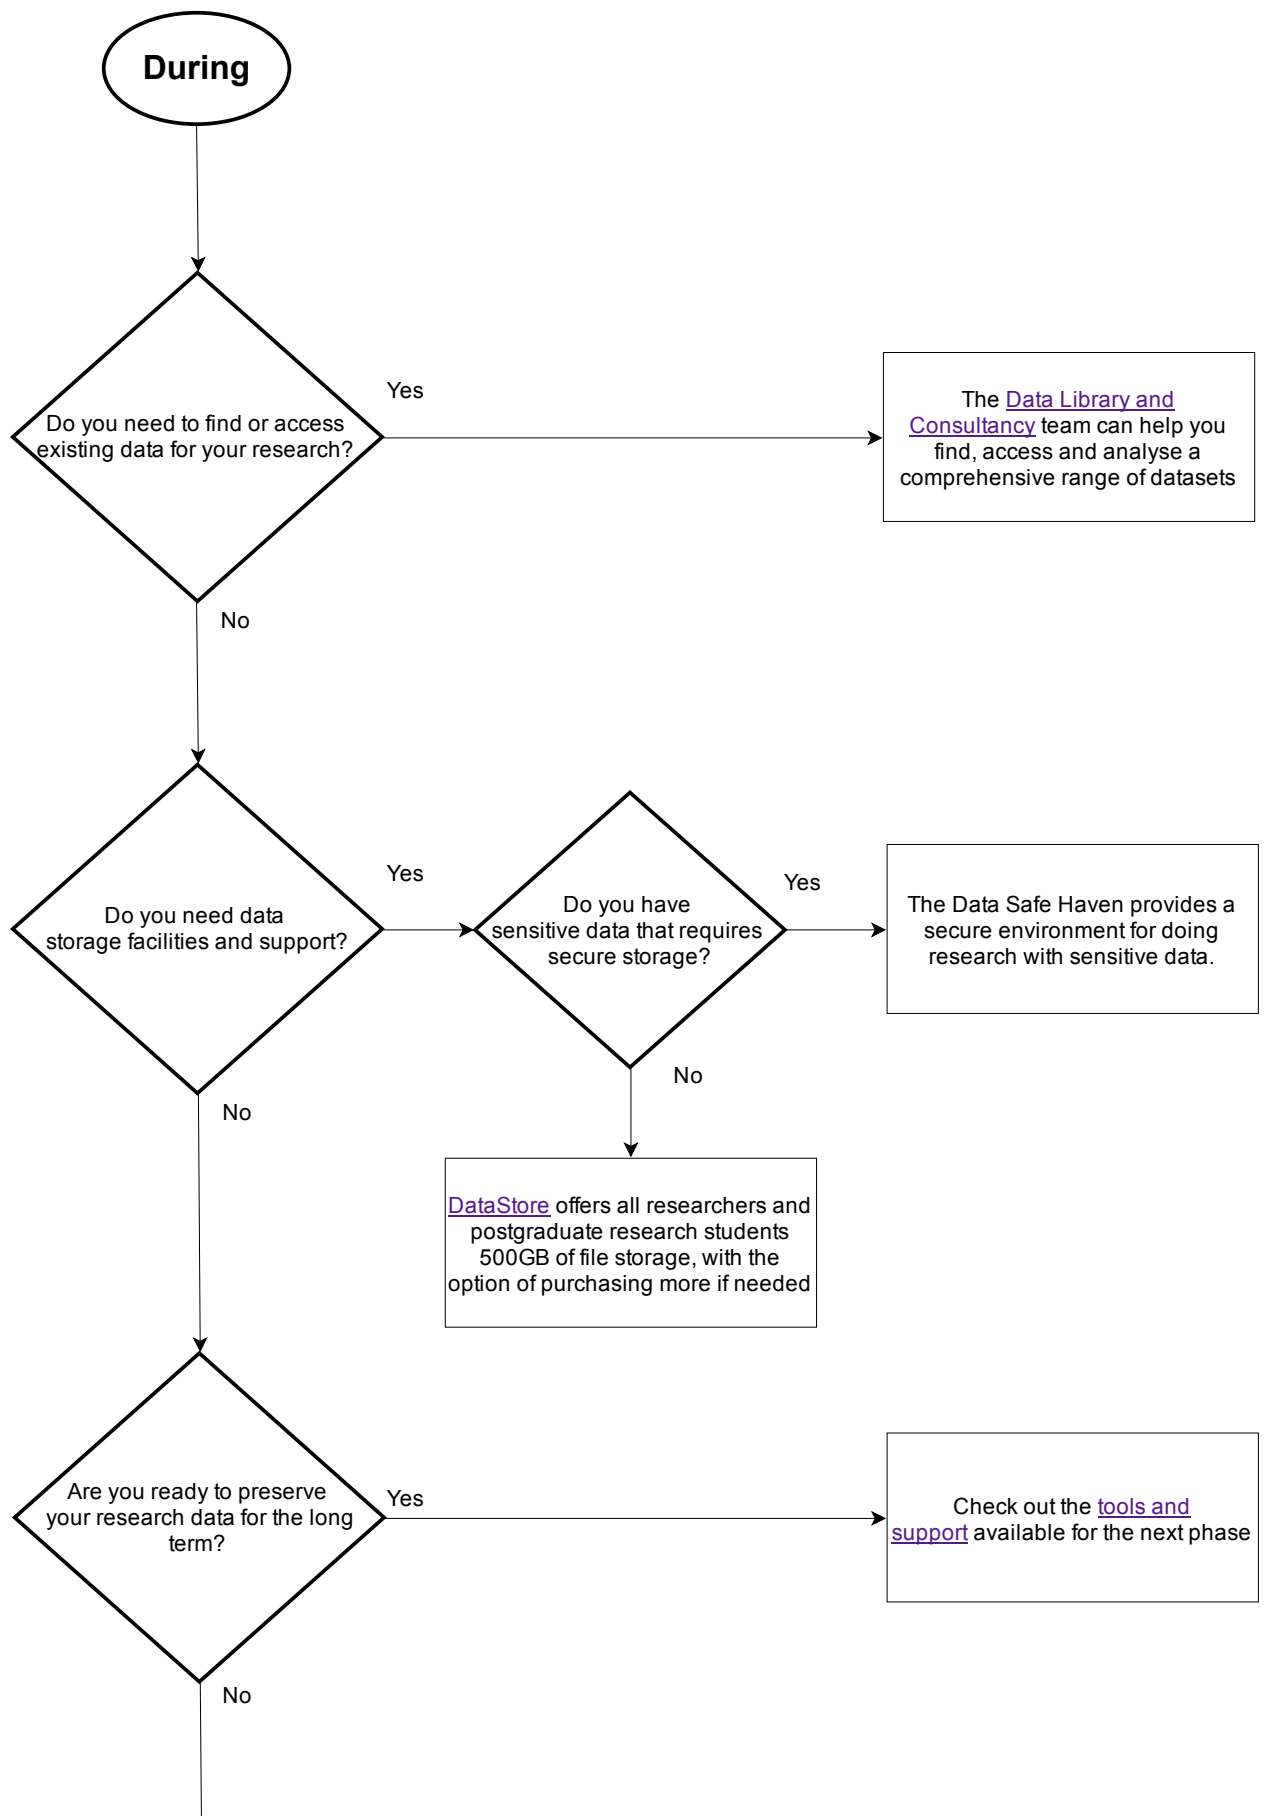 During
Do you need to find or access
existing data for your research?
Yes
The Data Library and
Consultancy team can help you
find, access and analyse a
comprehensive range of datasets
No
Do you need data
storage facilities and support?
Yes
Do you have
sensitive data that requires
secure storage?
Yes
The Data Safe Haven provides a
secure environment for doing
research with sensitive data.
No
No
DataStore offers all researchers and
postgraduate research students
500GB of file storage, with the
option of purchasing more if needed
Are you ready to preserve
your research data for the long
term?
Yes
Check out the tools and
support available for the next phase
No